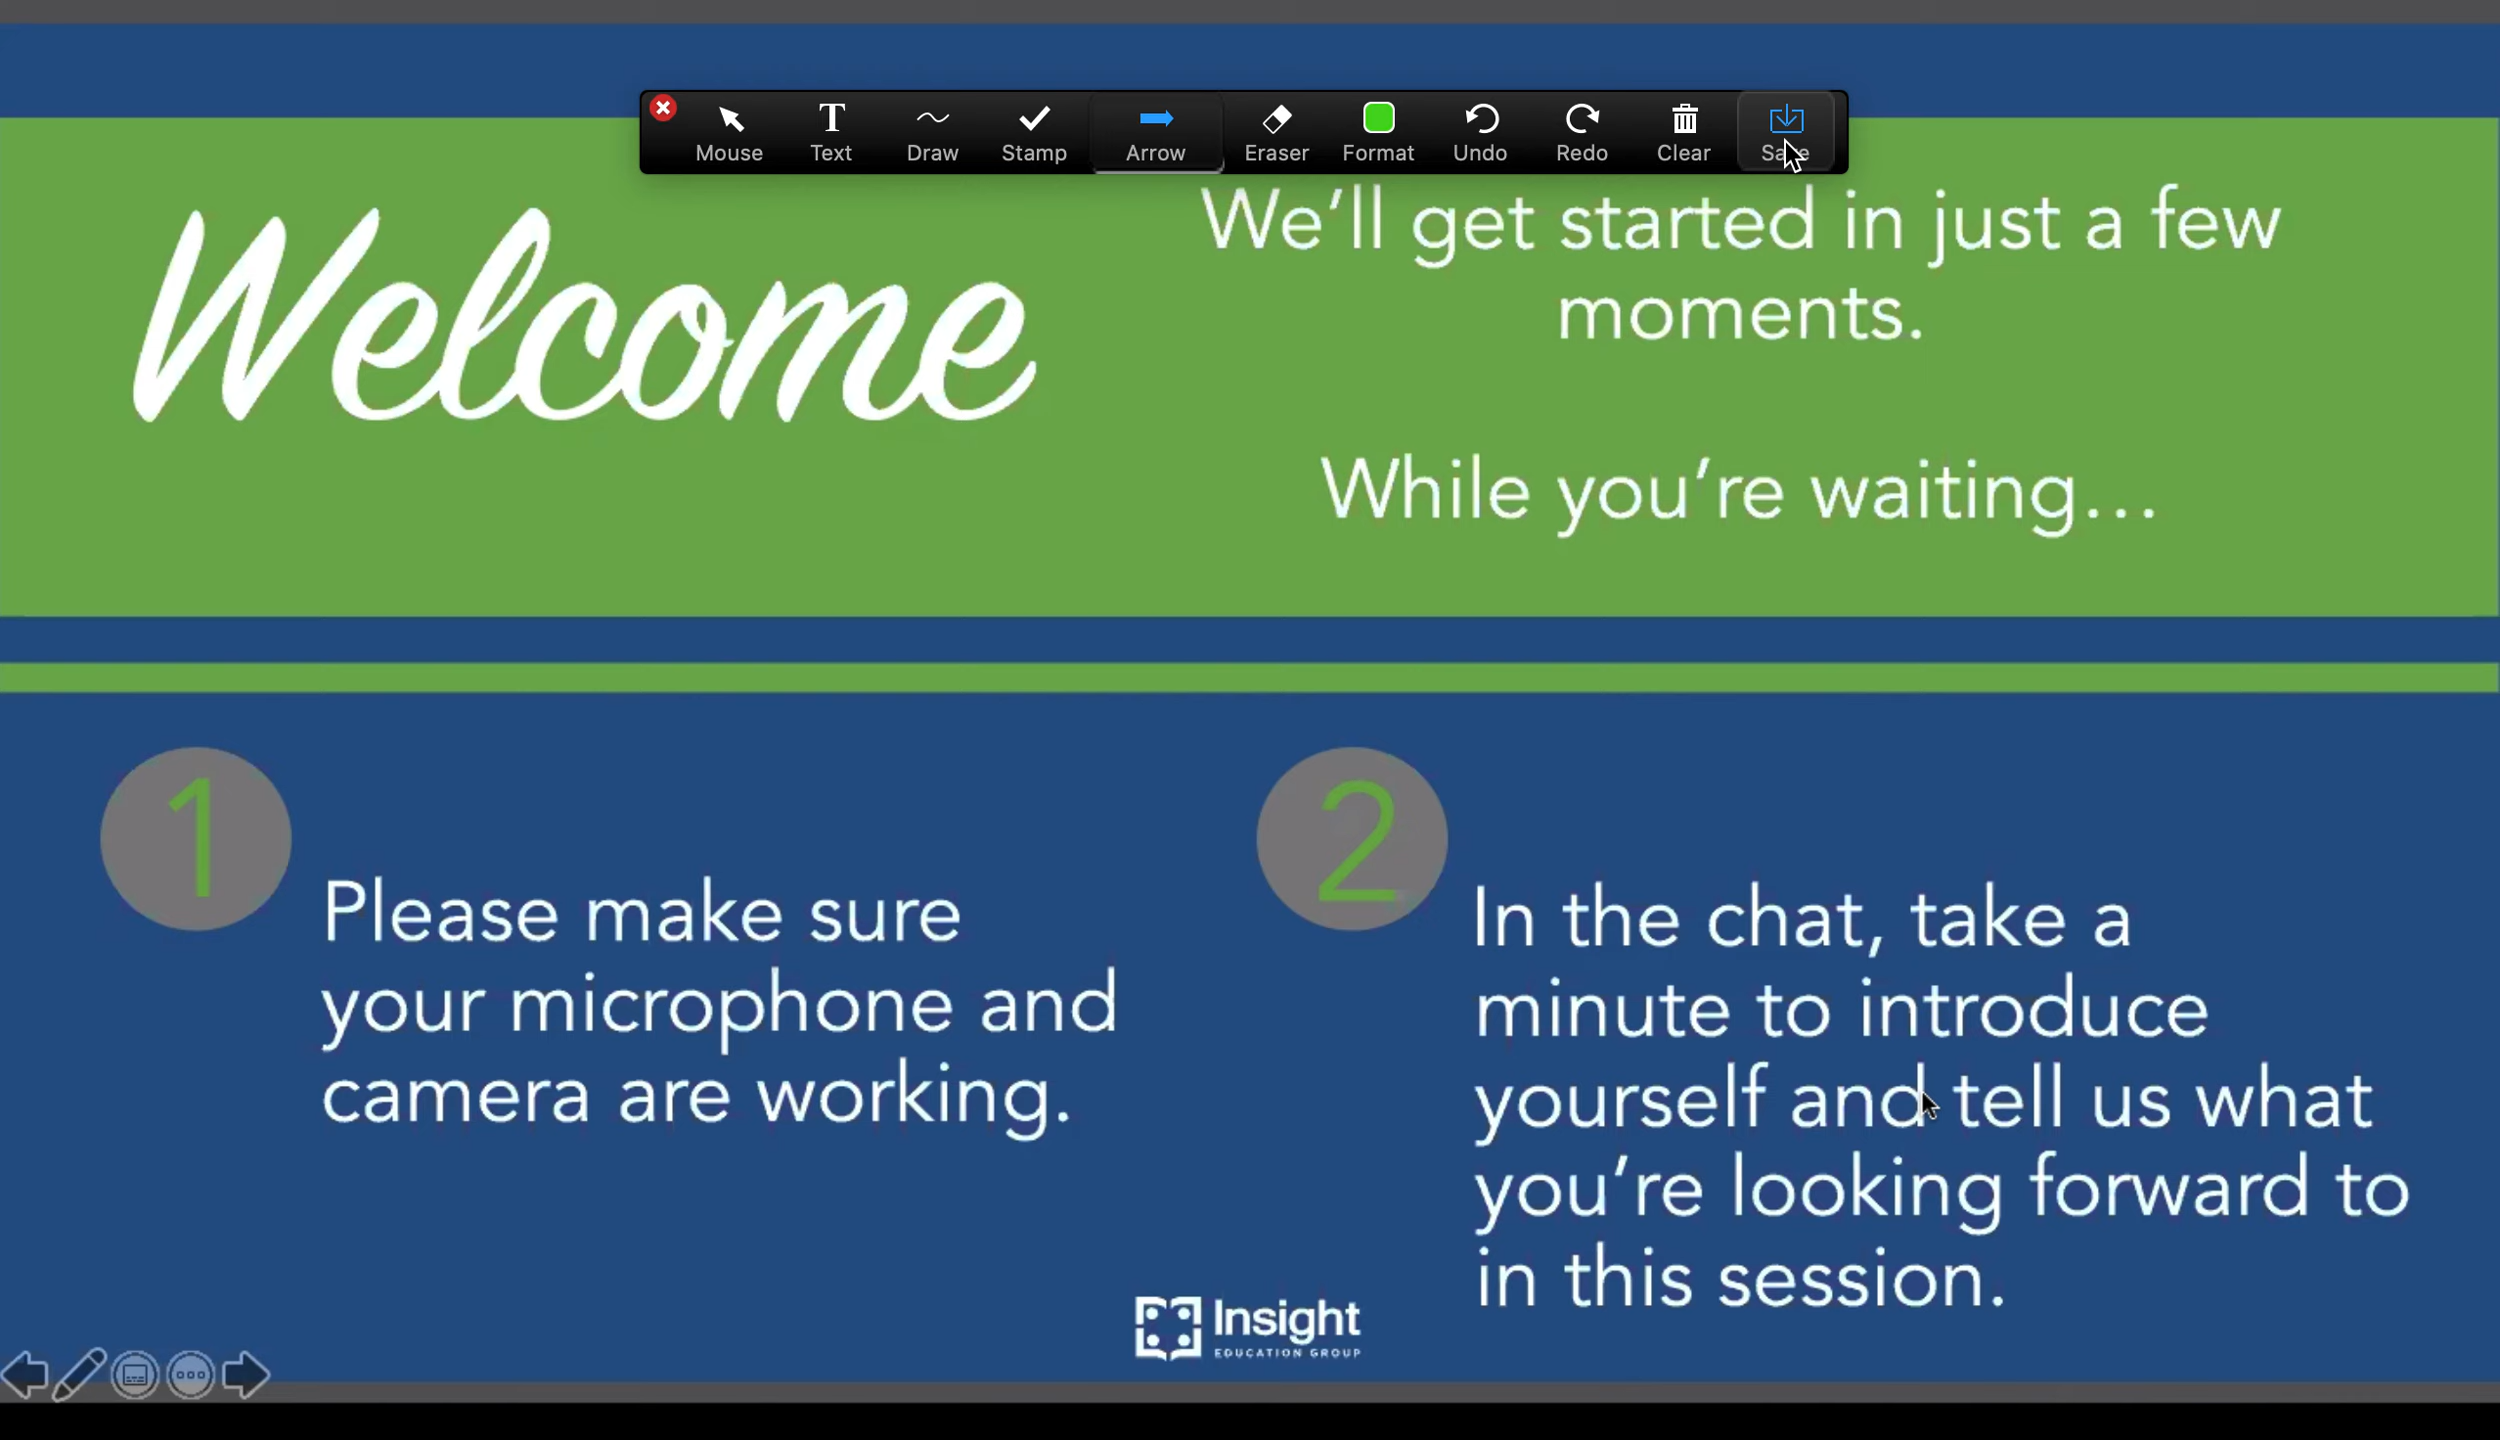 Mouse Text Draw Stamp Arrow Eraser Format Undo Redo Clear Save
Welcome
We’ll get started in just a few
moments.
While you’re waiting...
1
Please make sure
your microphone and
camera are working.
2
In the chat, take a
minute to introduce
yourself and tell us what
you’re looking forward to
in this session.
Insight
EDUCATION GROUP